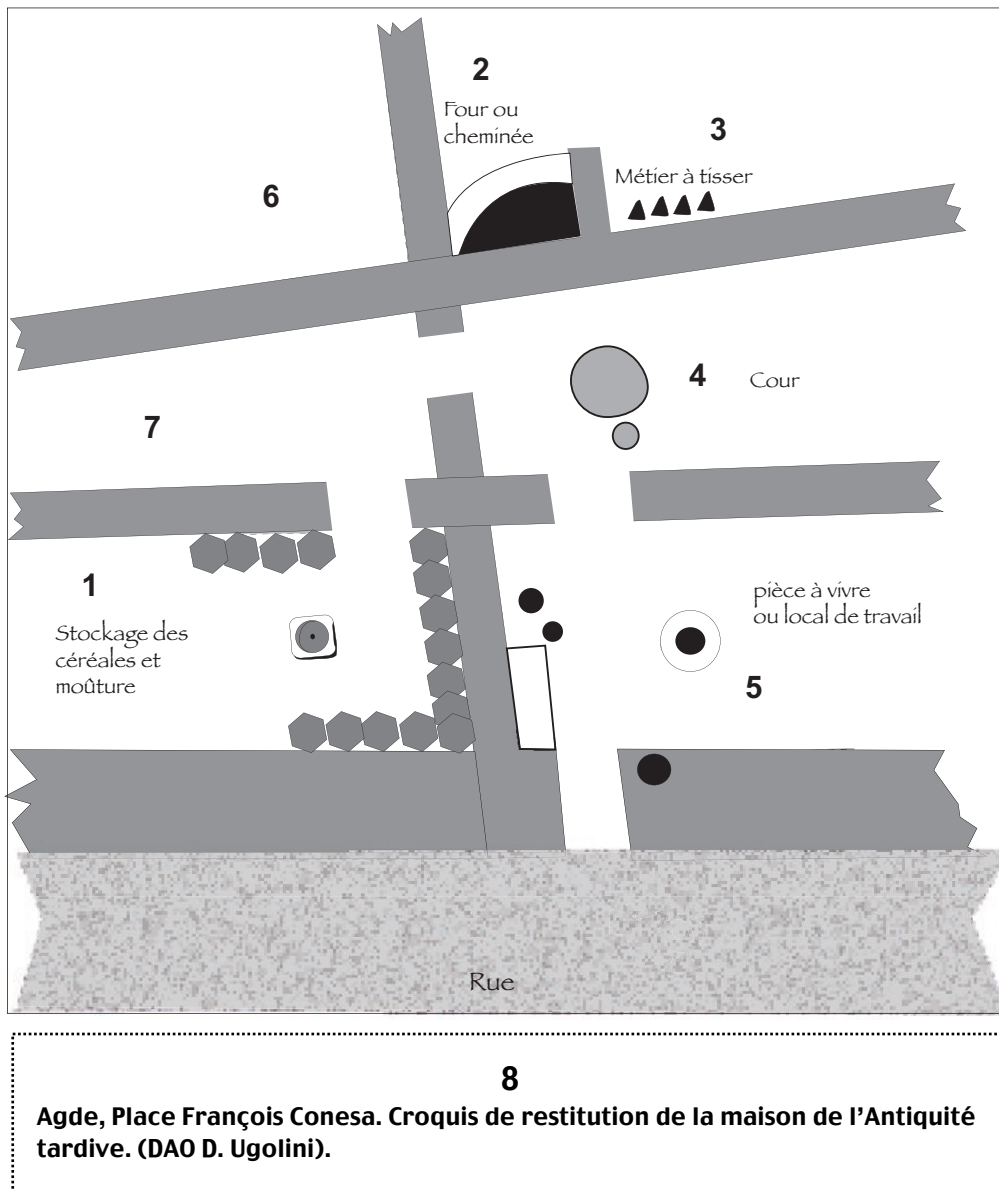 2
Four ou
cheminée
3
Métier à tisser
6
4
Cour
7
1
Stockage des
céréales et
moûture
pièce à vivre
ou local de travail
5
Rue
8
Agde, Place François Conesa. Croquis de restitution de la maison de l'Antiquité
tardive. (DAO D. Ugolini).